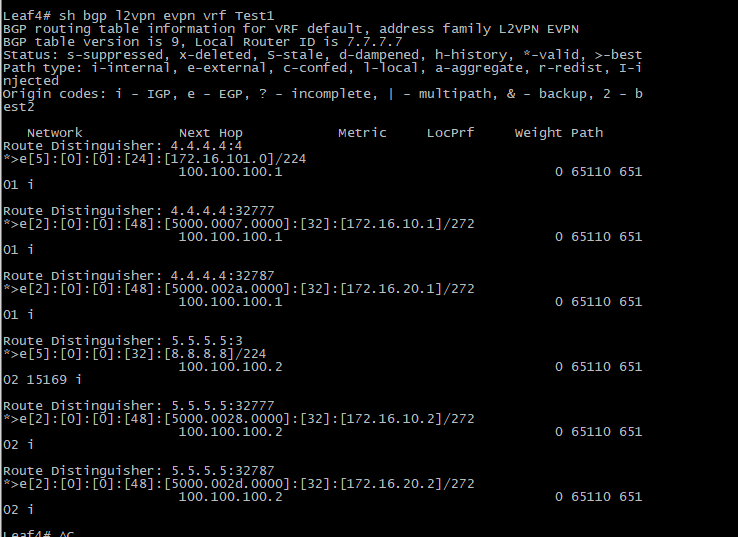 Leaf4# sh bgp l2vpn evpn vrf Test1
BGP routing table information for VRF default, address family L2VPN EVPN
BGP table version is 9, Local Router ID is 7.7.7.7
Status: s-suppressed, x-deleted, S-stale, d-dampened, h-history, *-valid, >-best
Path type: i-internal, e-external, c-confed, l-local, a-aggregate, r-redist, I-i
njected
Origin codes: i - IGP, e - EGP, ? - incomplete, | - multipath, & - backup, 2 - b
est2
   Network            Next Hop            Metric     LocPrf     Weight Path
Route Distinguisher: 4.4.4.4:4
*>e[5]:[0]:[0]:[24]:[172.16.101.0]/224
                      100.100.100.1                                  0 65110 651
01 i
Route Distinguisher: 4.4.4.4:32777
*>e[2]:[0]:[0]:[48]:[5000.0007.0000]:[32]:[172.16.10.1]/272
                      100.100.100.1                                  0 65110 651
01 i
Route Distinguisher: 4.4.4.4:32787
*>e[2]:[0]:[0]:[48]:[5000.002a.0000]:[32]:[172.16.20.1]/272
                      100.100.100.1                                  0 65110 651
01 i
Route Distinguisher: 5.5.5.5:3
*>e[5]:[0]:[0]:[32]:[8.8.8.8]/224
                      100.100.100.2                                  0 65110 651
02 15169 i
Route Distinguisher: 5.5.5.5:32777
*>e[2]:[0]:[0]:[48]:[5000.0028.0000]:[32]:[172.16.10.2]/272
                      100.100.100.2                                  0 65110 651
02 i
Route Distinguisher: 5.5.5.5:32787
*>e[2]:[0]:[0]:[48]:[5000.002d.0000]:[32]:[172.16.20.2]/272
                      100.100.100.2                                  0 65110 651
02 i
Leaf4# ^C